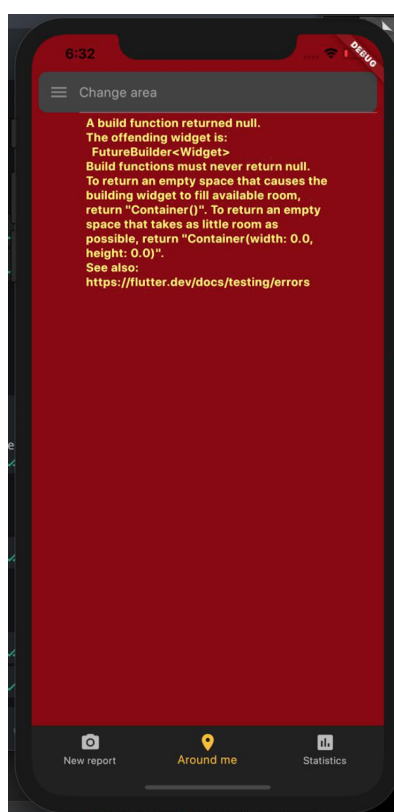 6:32
DEBUG
Change area
A build function returned null.
The offending widget is:
FutureBuilder<Widget>
Build functions must never return null.
To return an empty space that causes the
building widget to fill available room,
return "Container()". To return an empty
space that takes as little room as
possible, return "Container(width: 0.0,
height: 0.0)".
See also:
https://flutter.dev/docs/testing/errors
New report
Around me
Statistics